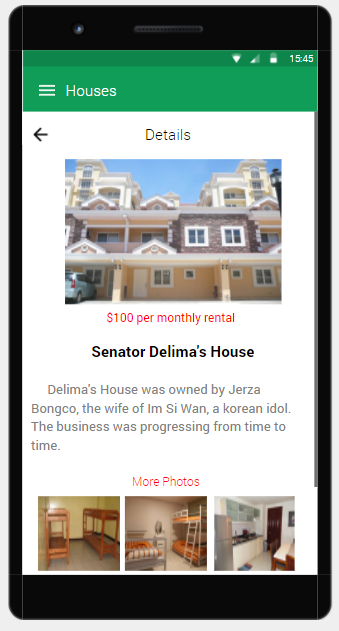 15:45
Houses
Details
$100 per monthly rental
Senator Delima's House
Delima's House was owned by Jerza
Bongco, the wife of Im Si Wan, a korean idol.
The business was progressing from time to
time.
More Photos